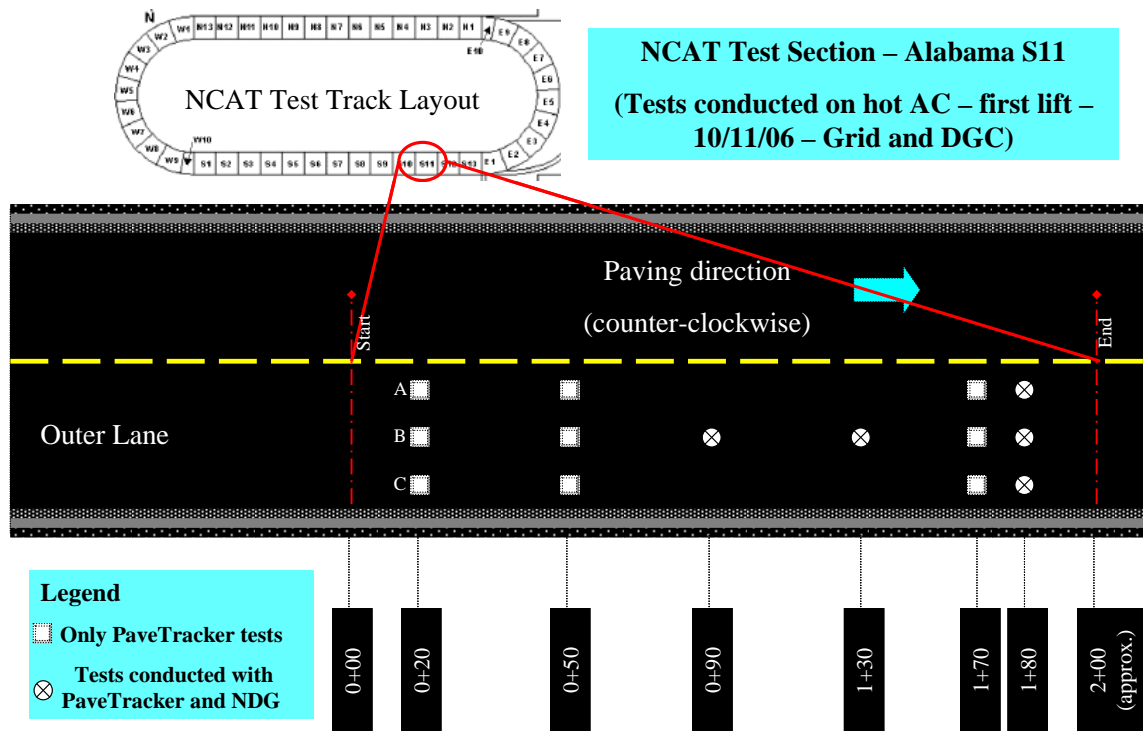 N
W1 N13 N12 N11 N10 N9 N8 N7 N6 N5 N4 N3 N2 N1 E9
W2 E8
W3 E10 E7
W4 E6
W5 NCAT Test Track Layout E5
W6 E4
W7 E3
W8 W10 E2
W9 S1 S2 S3 S4 S5 S6 S7 S8 S9 S10 S11 S12 S13 E1
NCAT Test Section – Alabama S11
(Tests conducted on hot AC – first lift –
10/11/06 – Grid and DGC)
Paving direction
(counter-clockwise)
Start
End
Outer Lane
A
B
C
Legend
Only PaveTracker tests
Tests conducted with
PaveTracker and NDG
0+00
0+20
0+50
0+90
1+30
1+70
1+80
2+00
(approx.)